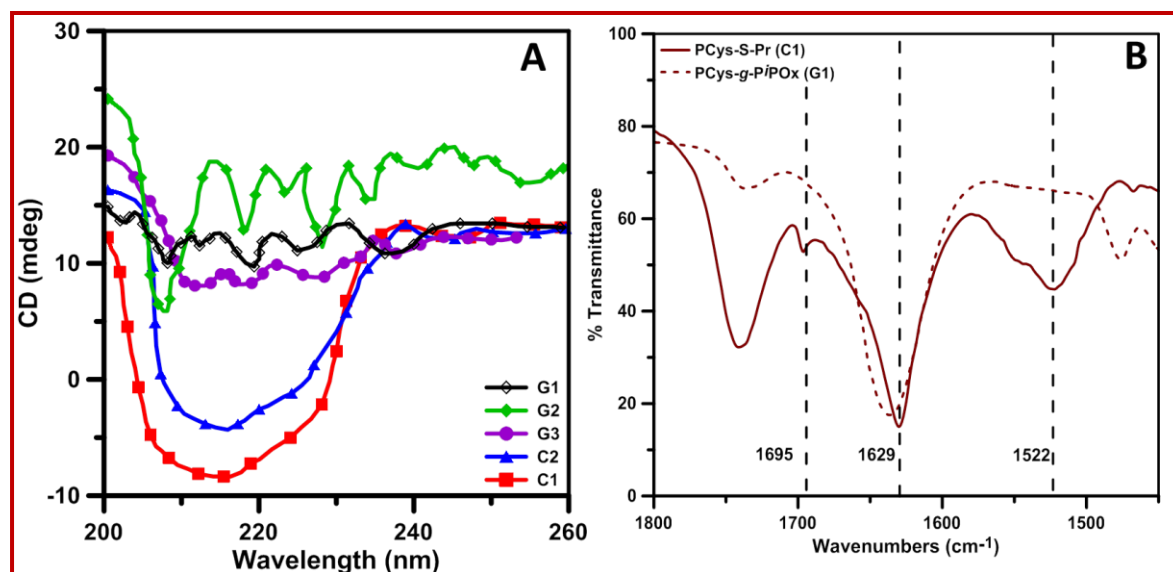 A
CD (mdeg)
30
20
10
0
-10
200
220
240
260
Wavelength (nm)
G1
G2
G3
C2
C1
B
PCys-S-Pr (C1)
PCys-g-PiPOx (G1)
% Transmittance
100
80
60
40
20
0
1695
1629
1522
1800
1700
1600
1500
Wavenumbers (cm-1)